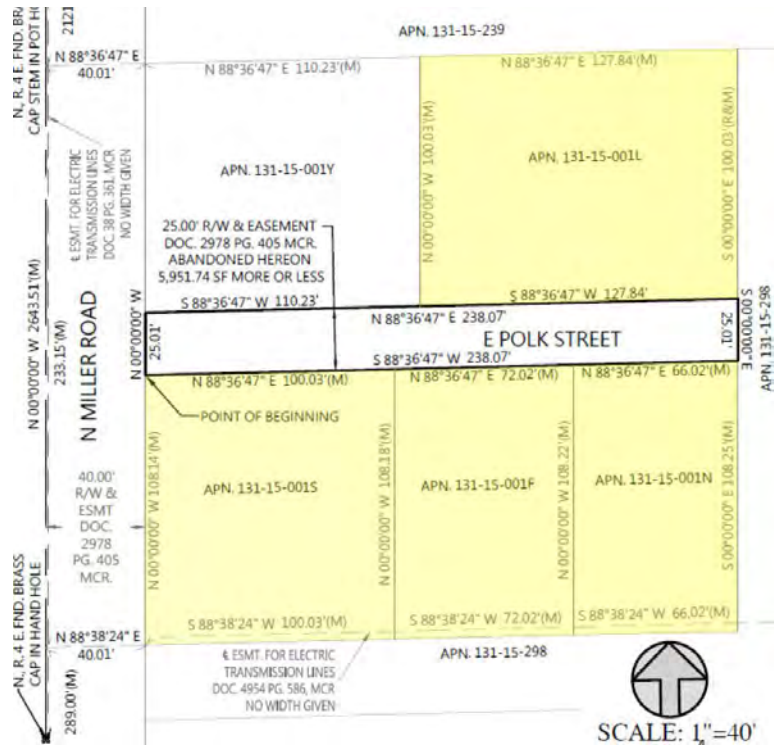 N., R. 4 E. FND. BRA
CAP STEM IN POT HO
2121
APN. 131-15-239
N 88°36'47" E
40.01'
N 88°36'47" E 110.23'(M)
N 88°36'47" E 127.84'(M)
℄ ESMT. FOR ELECTRIC
TRANSMISSION LINES
DOC 38 PG. 361, MCR
NO WIDTH GIVEN
APN. 131-15-001Y
N 00°00'00" W 100.03'(M)
APN. 131-15-001L
S 00°00'00" E 100.03'(R&M)
25.00' R/W & EASEMENT
DOC. 2978 PG. 405 MCR.
ABANDONED HEREON
5,951.74 SF MORE OR LESS
N 00°00'00" W 2643.51'(M)
233.15'(M)
N MILLER ROAD
S 88°36'47" W 110.23'
S 88°36'47" W 127.84'
N 00°00'00" W
25.01'
N 88°36'47" E 238.07'
E POLK STREET
S 88°36'47" W 238.07'
25.01'
S 00°00'00" E
APN. 131-15-298
N 88°36'47" E 100.03'(M)
N 88°36'47" E 72.02'(M)
N 88°36'47" E 66.02'(M)
POINT OF BEGINNING
40.00'
R/W &
ESMT
DOC.
2978
PG. 405
MCR.
N 00°00'00" W 108.14'(M)
APN. 131-15-001S
N 00°00'00" W 108.18'(M)
APN. 131-15-001F
N 00°00'00" W 108.22'(M)
APN. 131-15-001N
S 00°00'00" E 108.25'(M)
S 88°38'24" W 100.03'(M)
S 88°38'24" W 72.02'(M)
S 88°38'24" W 66.02'(M)
N., R. 4 E. FND. BRASS
CAP IN HAND HOLE
N 88°38'24" E
40.01'
289.00'(M)
℄ ESMT. FOR ELECTRIC
TRANSMISSION LINES
DOC 4954 PG. 586, MCR
NO WIDTH GIVEN
APN. 131-15-298
SCALE: 1"=40'